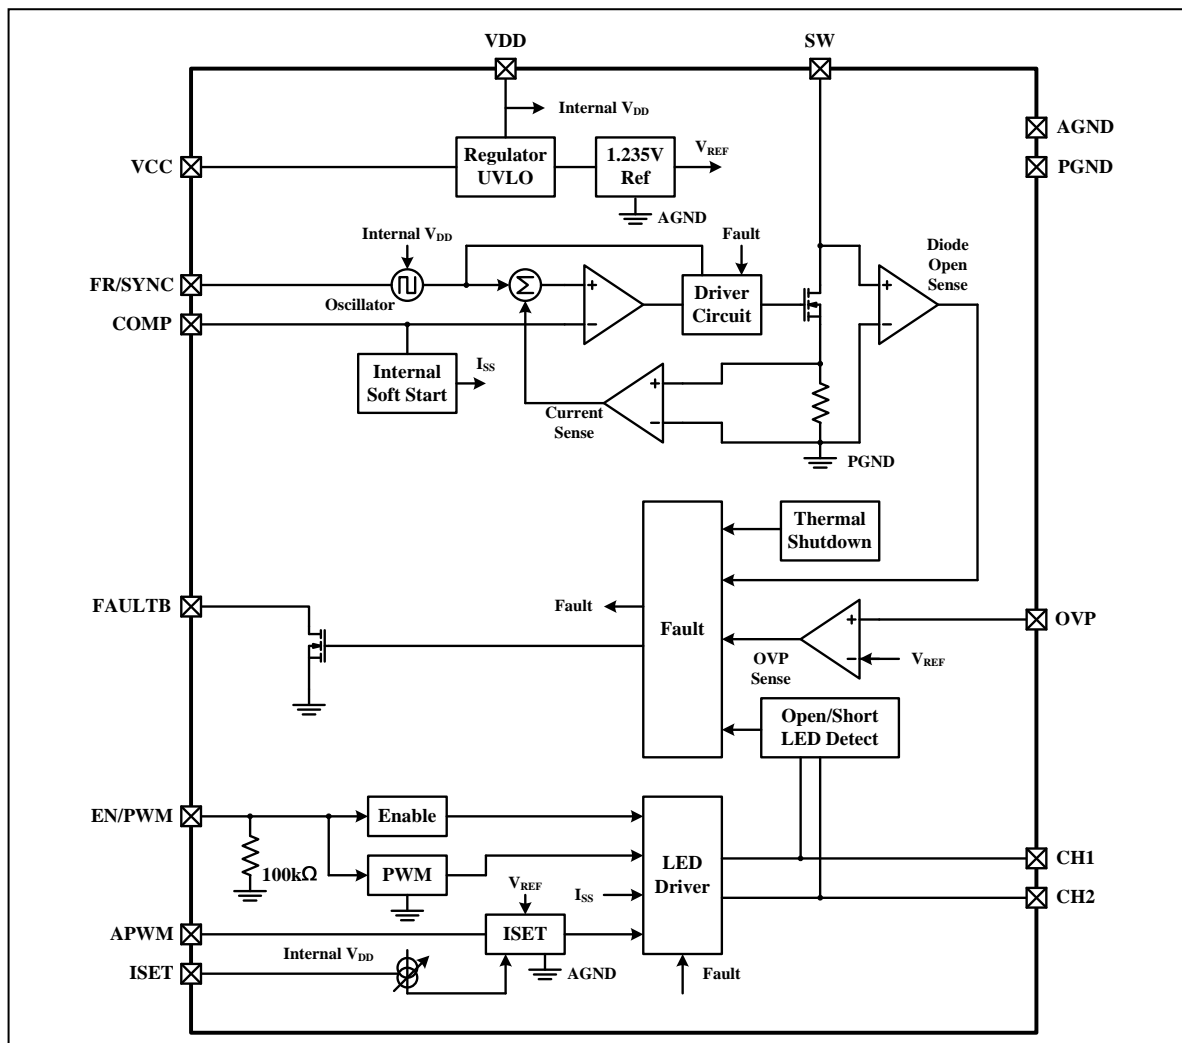 VDD
SW
Internal VDD
AGND
VCC
Regulator
UVLO
1.235V
Ref
VREF
PGND
AGND
Internal VDD
Fault
Diode
Open
Sense
FR/SYNC
Oscillator
Σ
+
−
Driver
Circuit
+
−
COMP
Internal
Soft Start
ISS
Current
Sense
+
−
PGND
Thermal
Shutdown
FAULTB
Fault
Fault
OVP
Sense
+
−
VREF
OVP
Open/Short
LED Detect
EN/PWM
Enable
100kΩ
PWM
LED
Driver
CH1
VREF
ISS
CH2
APWM
ISET
ISET
Internal VDD
AGND
Fault